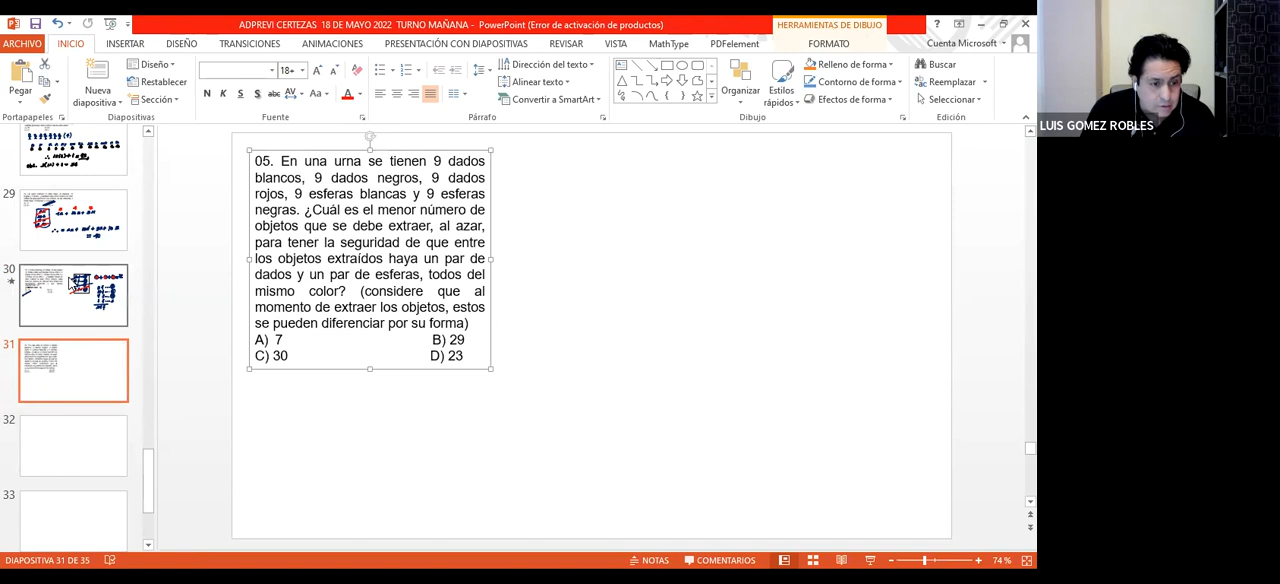 ADPREVI CERTEZAS 18 DE MAYO 2022 TURNO MAÑANA - PowerPoint (Error de activación de productos)
HERRAMIENTAS DE DIBUJO
ARCHIVO INICIO INSERTAR DISEÑO TRANSICIONES ANIMACIONES PRESENTACIÓN CON DIAPOSITIVAS REVISAR VISTA MathType PDFelement FORMATO Cuenta Microsoft
Pegar
Nueva diapositiva
Diseño
Restablecer
Sección
18+
N K S S abc AV Aa A
Dirección del texto
Alinear texto
Convertir a SmartArt
Organizar
Estilos rápidos
Relleno de forma
Contorno de forma
Efectos de forma
Buscar
Reemplazar
Seleccionar
Portapapeles Diapositivas Fuente Párrafo Dibujo Edición
LUIS GOMEZ ROBLES
29
30
31
32
33
05. En una urna se tienen 9 dados
blancos, 9 dados negros, 9 dados
rojos, 9 esferas blancas y 9 esferas
negras. ¿Cuál es el menor número de
objetos que se debe extraer, al azar,
para tener la seguridad de que entre
los objetos extraídos haya un par de
dados y un par de esferas, todos del
mismo color? (considere que al
momento de extraer los objetos, estos
se pueden diferenciar por su forma)
A) 7 B) 29
C) 30 D) 23
DIAPOSITIVA 31 DE 35
NOTAS COMENTARIOS 74 %